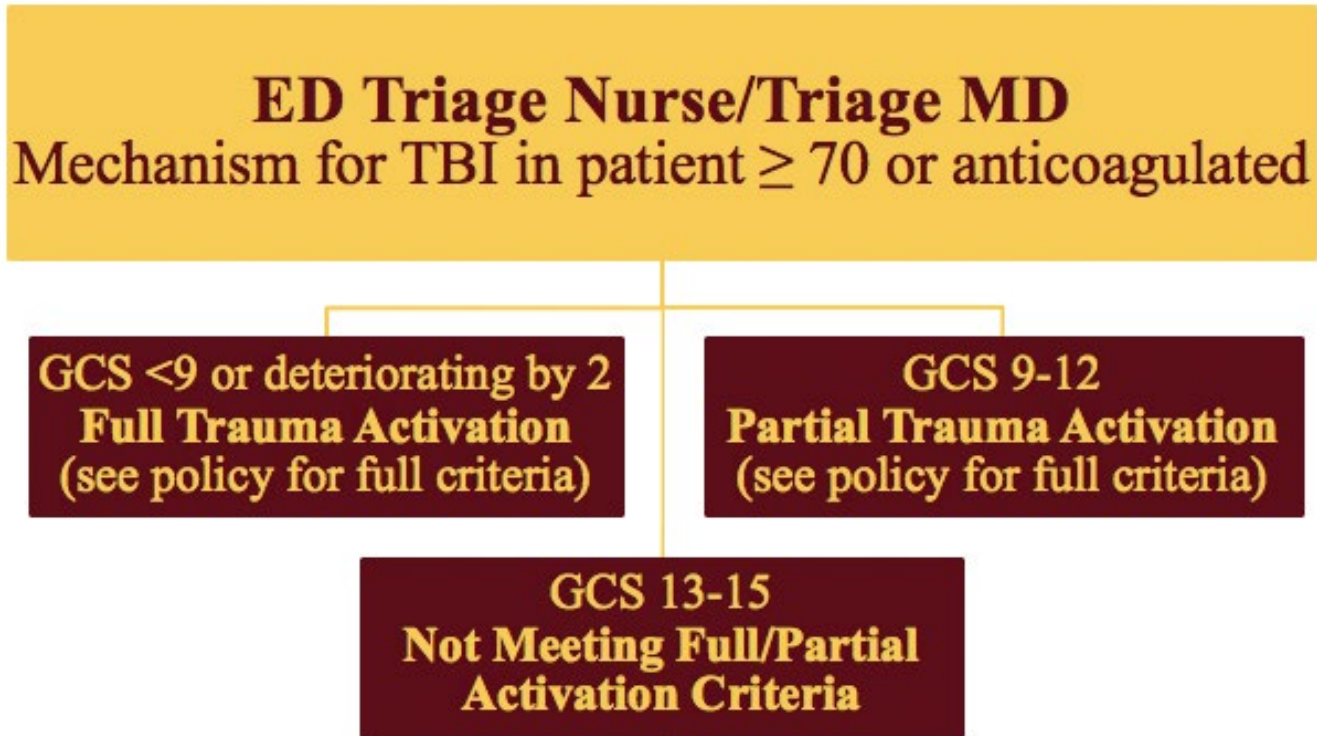 ED Triage Nurse/Triage MD
Mechanism for TBI in patient ≥ 70 or anticoagulated
GCS <9 or deteriorating by 2
Full Trauma Activation
(see policy for full criteria)
GCS 9-12
Partial Trauma Activation
(see policy for full criteria)
GCS 13-15
Not Meeting Full/Partial
Activation Criteria